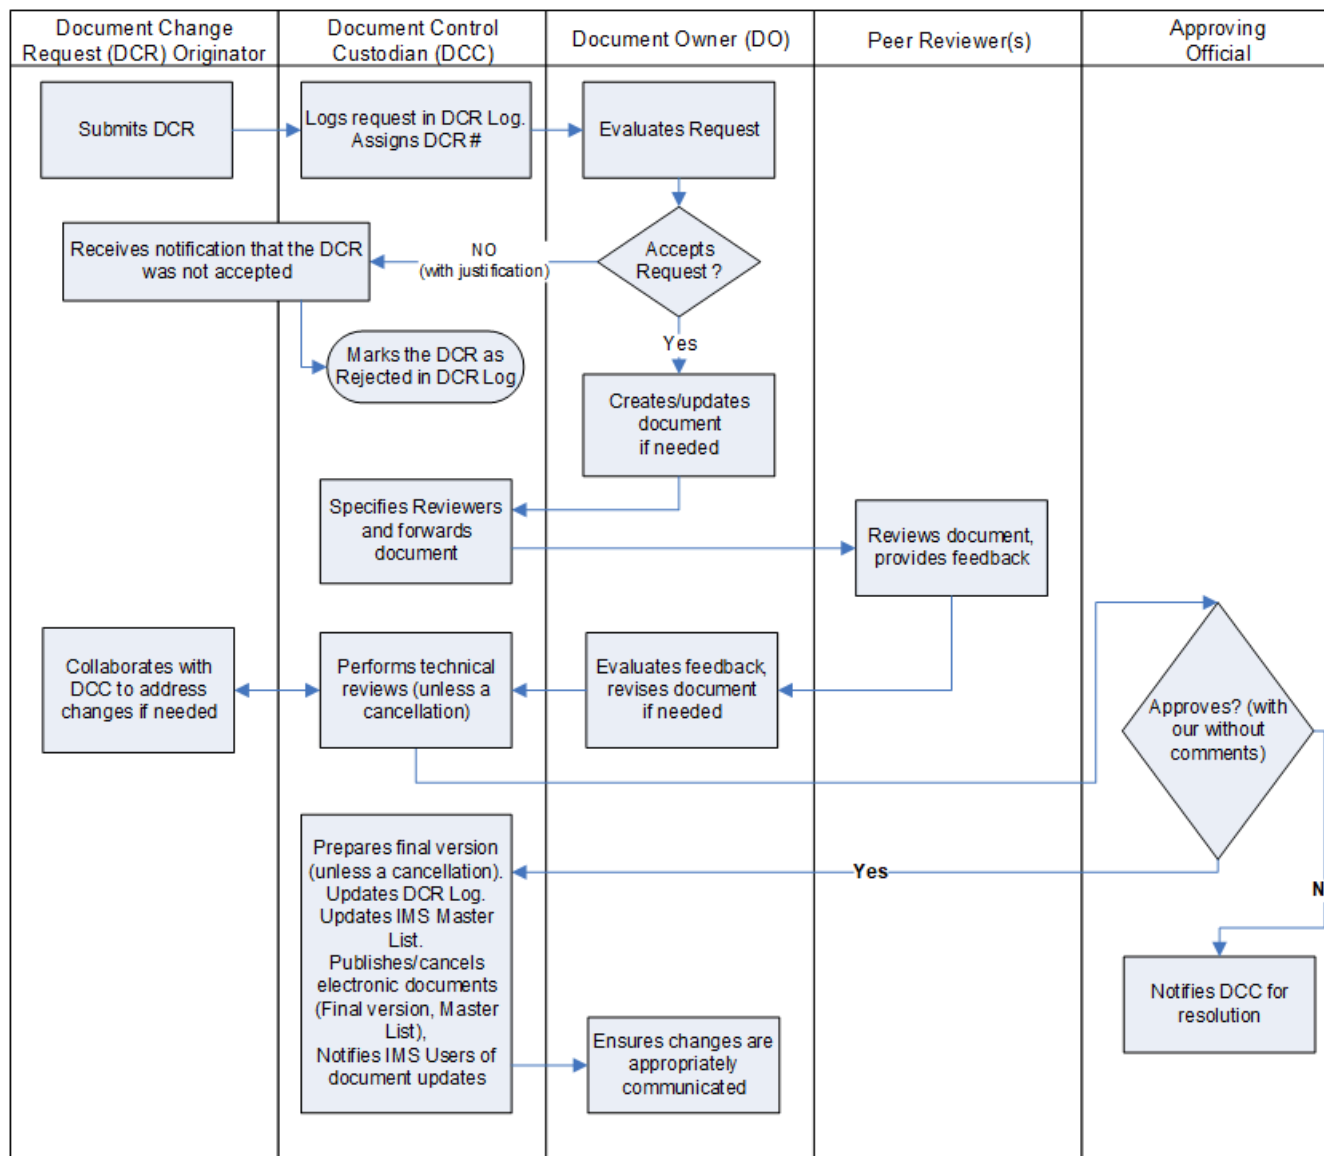 Document Change
Request (DCR) Originator
Document Control
Custodian (DCC)
Document Owner (DO)
Peer Reviewer(s)
Approving
Official
Submits DCR
Logs request in DCR Log.
Assigns DCR #
Evaluates Request
Receives notification that the DCR
was not accepted
NO
(with justification)
Accepts
Request ?
Marks the DCR as
Rejected in DCR Log
Yes
Creates/updates
document
if needed
Specifies Reviewers
and forwards
document
Reviews document,
provides feedback
Collaborates with
DCC to address
changes if needed
Performs technical
reviews (unless a
cancellation)
Evaluates feedback,
revises document
if needed
Approves? (with
our without
comments)
Prepares final version
(unless a cancellation).
Updates DCR Log.
Updates IMS Master
List.
Publishes/cancels
electronic documents
(Final version, Master
List),
Notifies IMS Users of
document updates
Yes
N
Notifies DCC for
resolution
Ensures changes are
appropriately
communicated